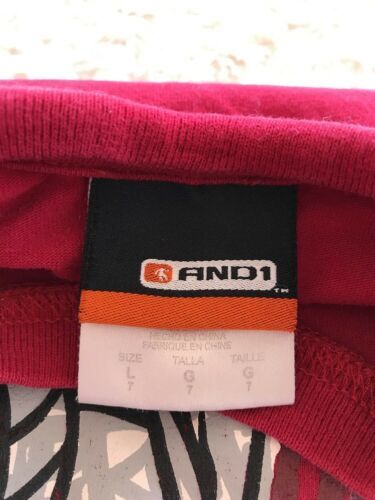 AND1
TM
HECHO EN CHINA
FABRIQUE EN CHINE
SIZE TALLA TAILLE
L G G
7 7 7